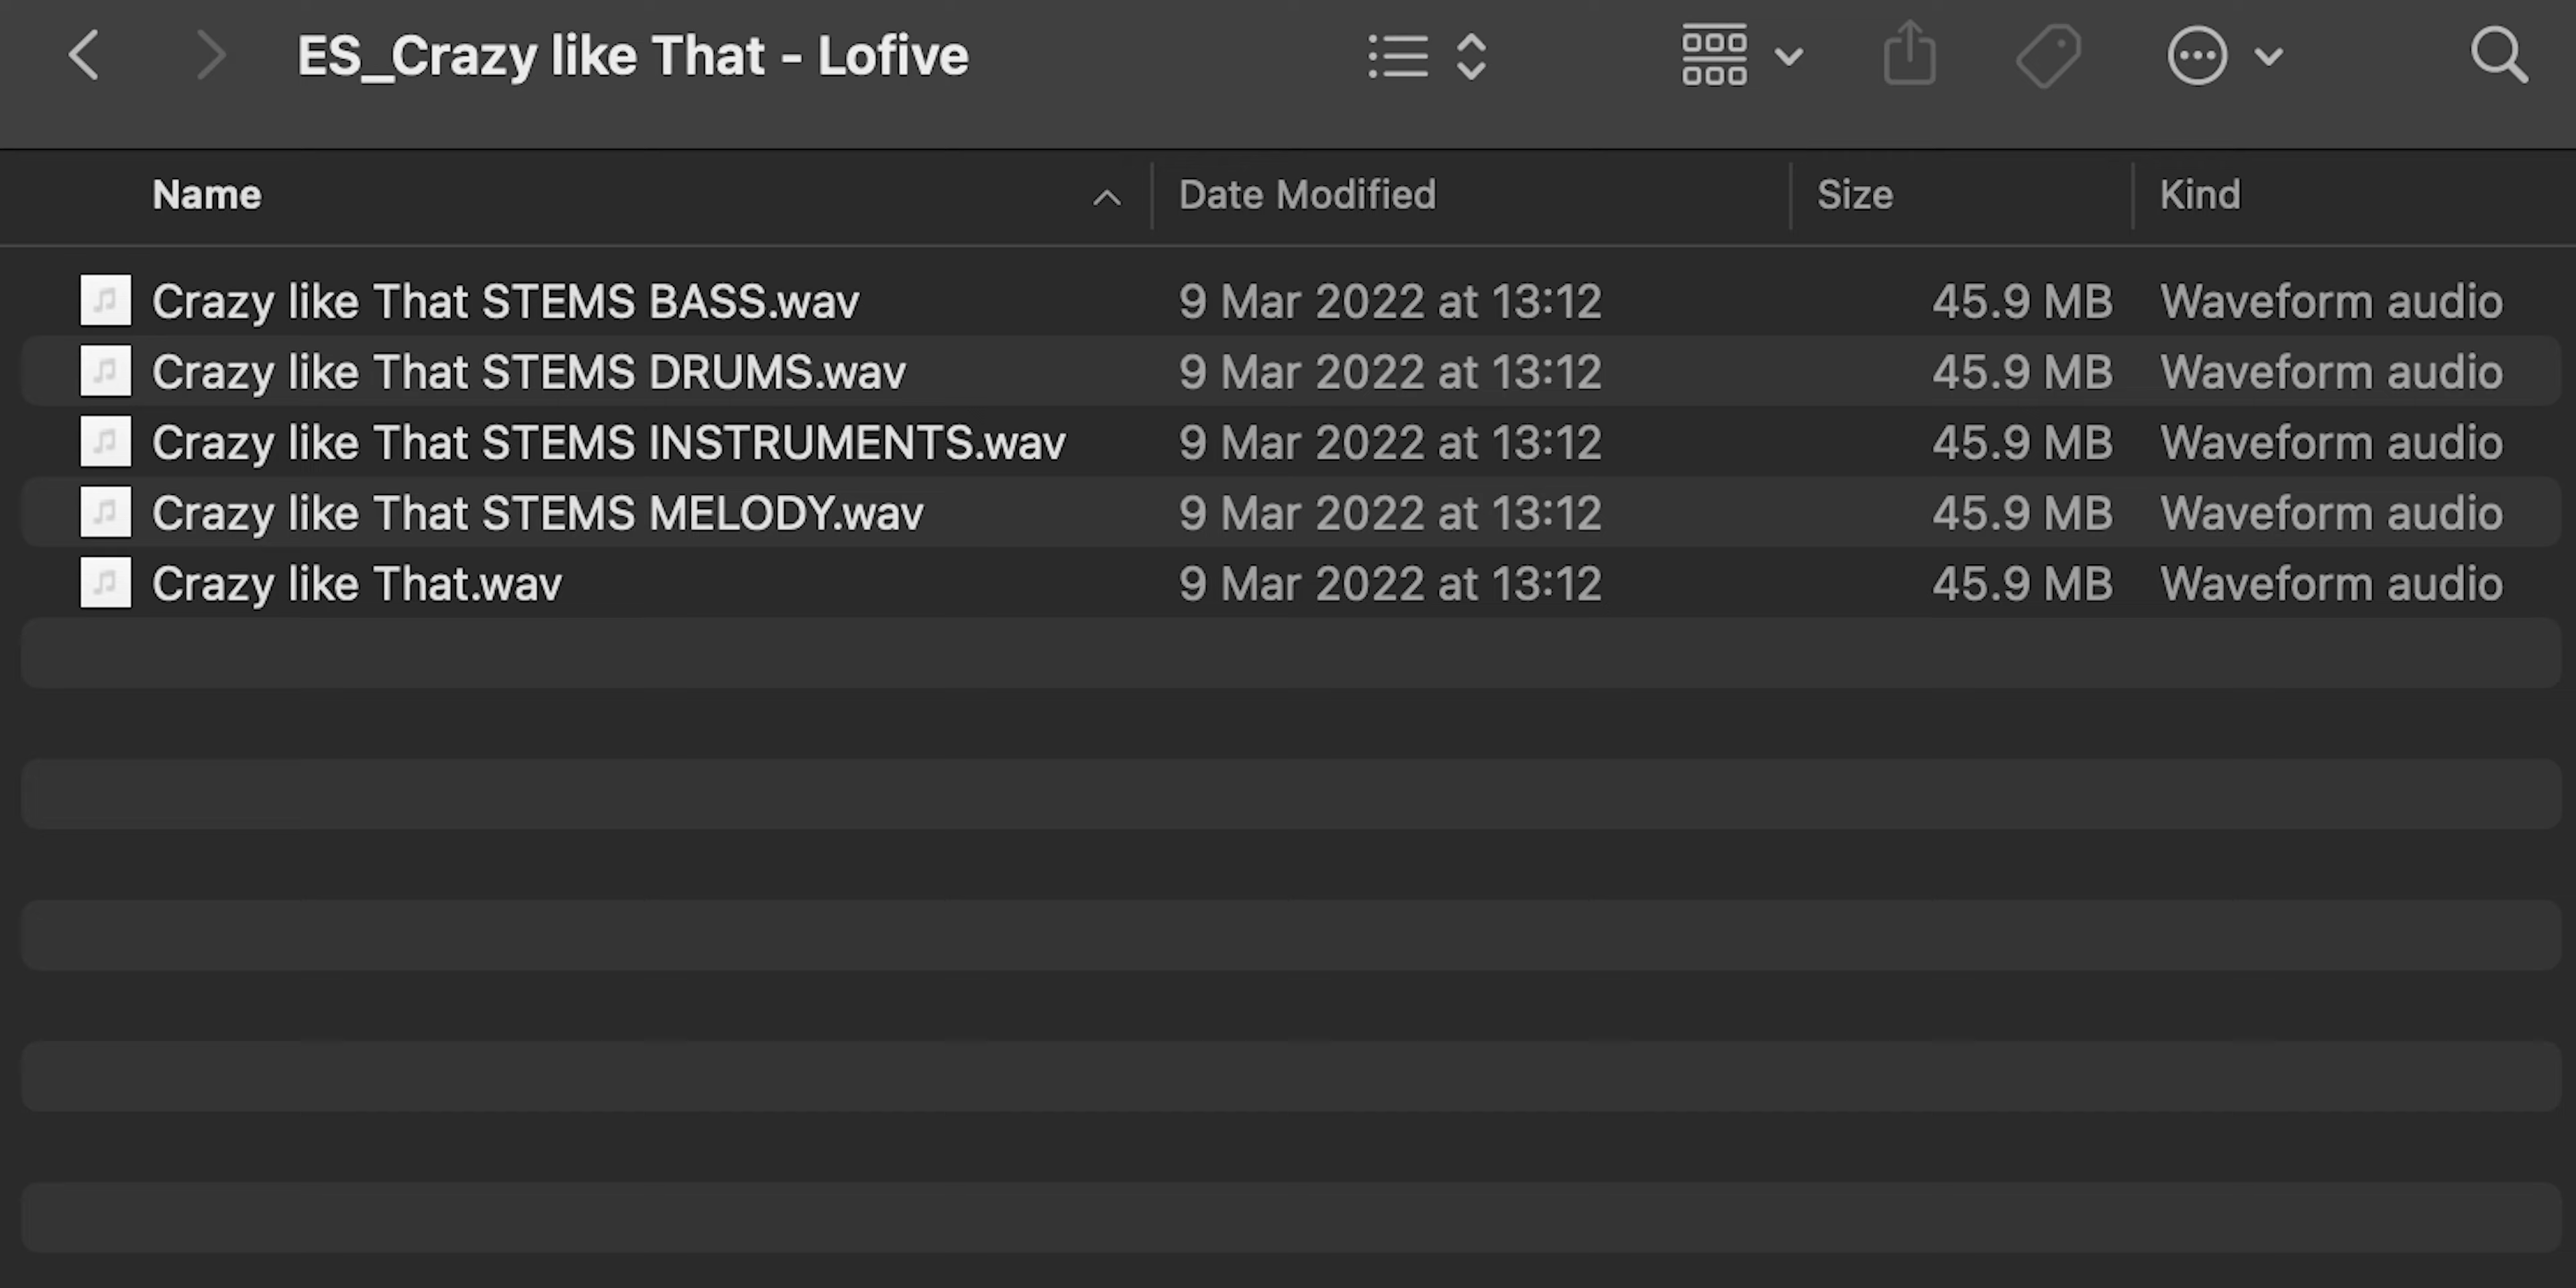 ES_Crazy like That - Lofive
Name Date Modified Size Kind
Crazy like That STEMS BASS.wav 9 Mar 2022 at 13:12 45.9 MB Waveform audio
Crazy like That STEMS DRUMS.wav 9 Mar 2022 at 13:12 45.9 MB Waveform audio
Crazy like That STEMS INSTRUMENTS.wav 9 Mar 2022 at 13:12 45.9 MB Waveform audio
Crazy like That STEMS MELODY.wav 9 Mar 2022 at 13:12 45.9 MB Waveform audio
Crazy like That.wav 9 Mar 2022 at 13:12 45.9 MB Waveform audio